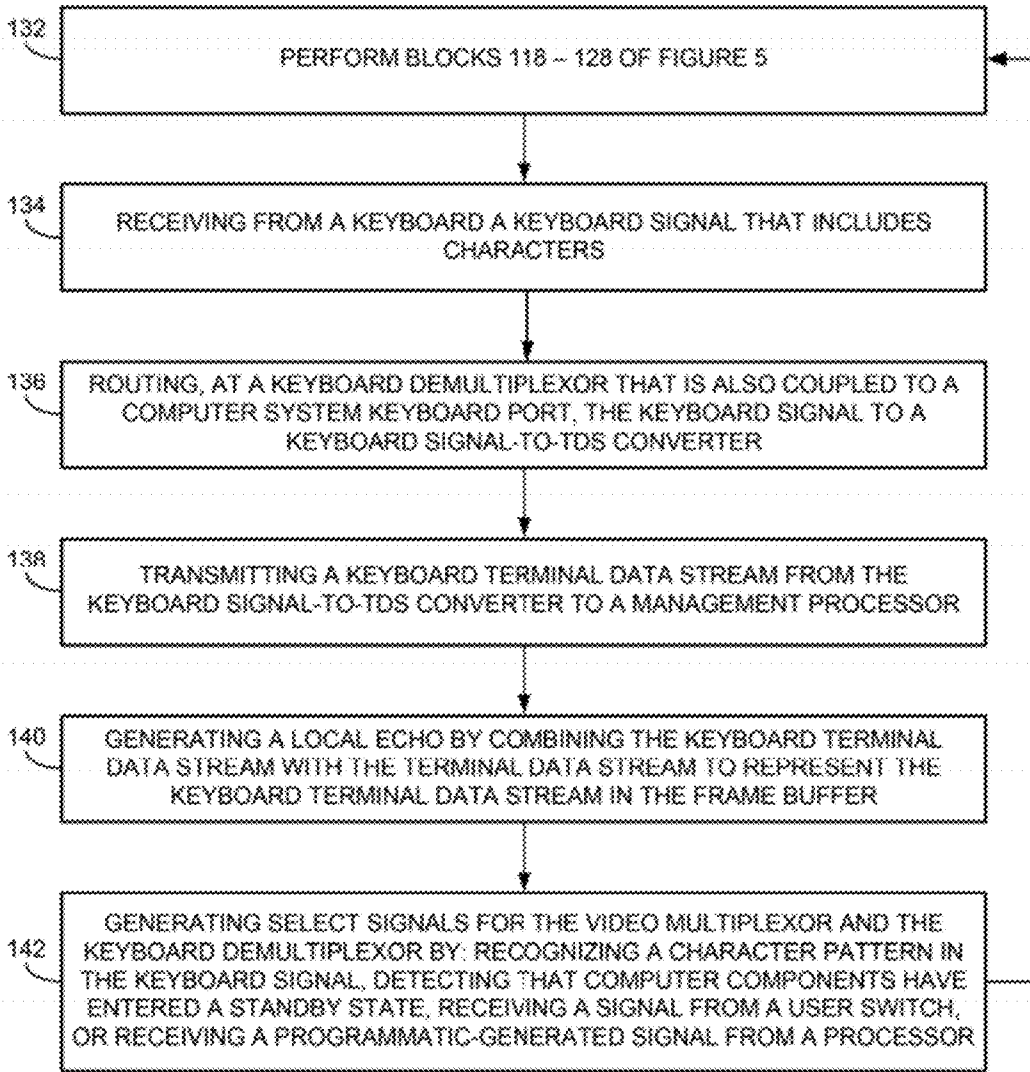 132
PERFORM BLOCKS 118 – 128 OF FIGURE 5
134
RECEIVING FROM A KEYBOARD A KEYBOARD SIGNAL THAT INCLUDES
CHARACTERS
136
ROUTING, AT A KEYBOARD DEMULTIPLEXOR THAT IS ALSO COUPLED TO A
COMPUTER SYSTEM KEYBOARD PORT, THE KEYBOARD SIGNAL TO A
KEYBOARD SIGNAL-TO-TDS CONVERTER
138
TRANSMITTING A KEYBOARD TERMINAL DATA STREAM FROM THE
KEYBOARD SIGNAL-TO-TDS CONVERTER TO A MANAGEMENT PROCESSOR
140
GENERATING A LOCAL ECHO BY COMBINING THE KEYBOARD TERMINAL
DATA STREAM WITH THE TERMINAL DATA STREAM TO REPRESENT THE
KEYBOARD TERMINAL DATA STREAM IN THE FRAME BUFFER
142
GENERATING SELECT SIGNALS FOR THE VIDEO MULTIPLEXOR AND THE
KEYBOARD DEMULTIPLEXOR BY: RECOGNIZING A CHARACTER PATTERN IN
THE KEYBOARD SIGNAL, DETECTING THAT COMPUTER COMPONENTS HAVE
ENTERED A STANDBY STATE, RECEIVING A SIGNAL FROM A USER SWITCH,
OR RECEIVING A PROGRAMMATIC-GENERATED SIGNAL FROM A PROCESSOR